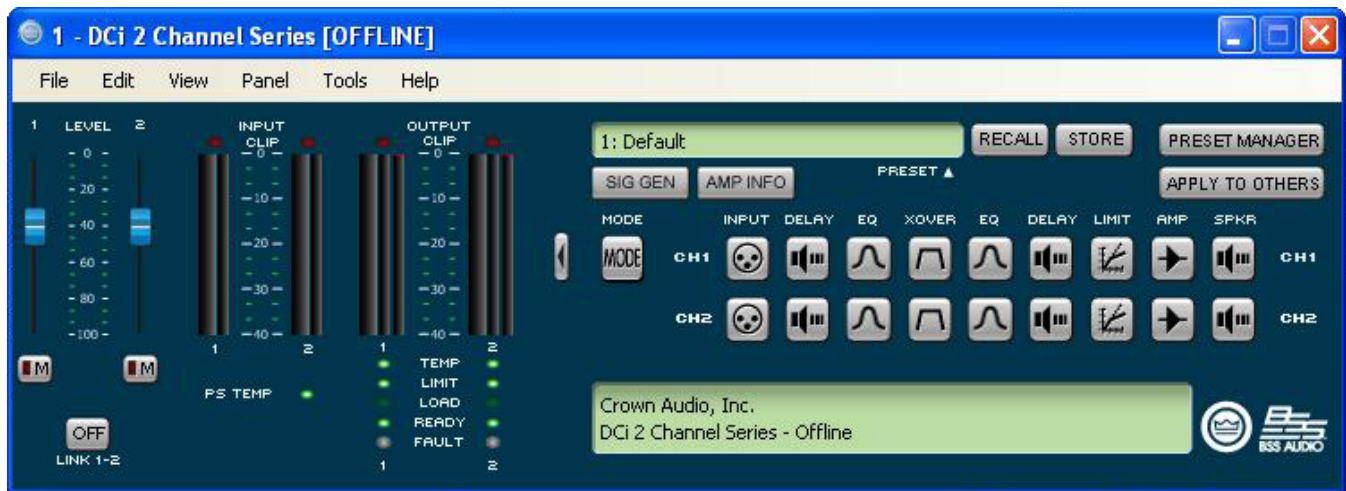 1 - DCi 2 Channel Series [OFFLINE]
File Edit View Panel Tools Help
1 LEVEL 2
- 0 -
- 20 -
- 40 -
- 60 -
- 80 -
-100 -
M M
OFF
LINK 1-2
INPUT
CLIP
- 0 -
-10-
-20-
-30-
-40-
1 2
PS TEMP
OUTPUT
CLIP
- 0 -
-10-
-20-
-30-
-40-
1 2
TEMP
LIMIT
LOAD
READY
FAULT
1 2
1: Default RECALL STORE PRESET MANAGER
SIG GEN AMP INFO PRESET ▲ APPLY TO OTHERS
MODE INPUT DELAY EQ XOVER EQ DELAY LIMIT AMP SPKR
MODE CH1 CH1
CH2 CH2
Crown Audio, Inc.
DCi 2 Channel Series - Offline
BSS
BSS AUDIO